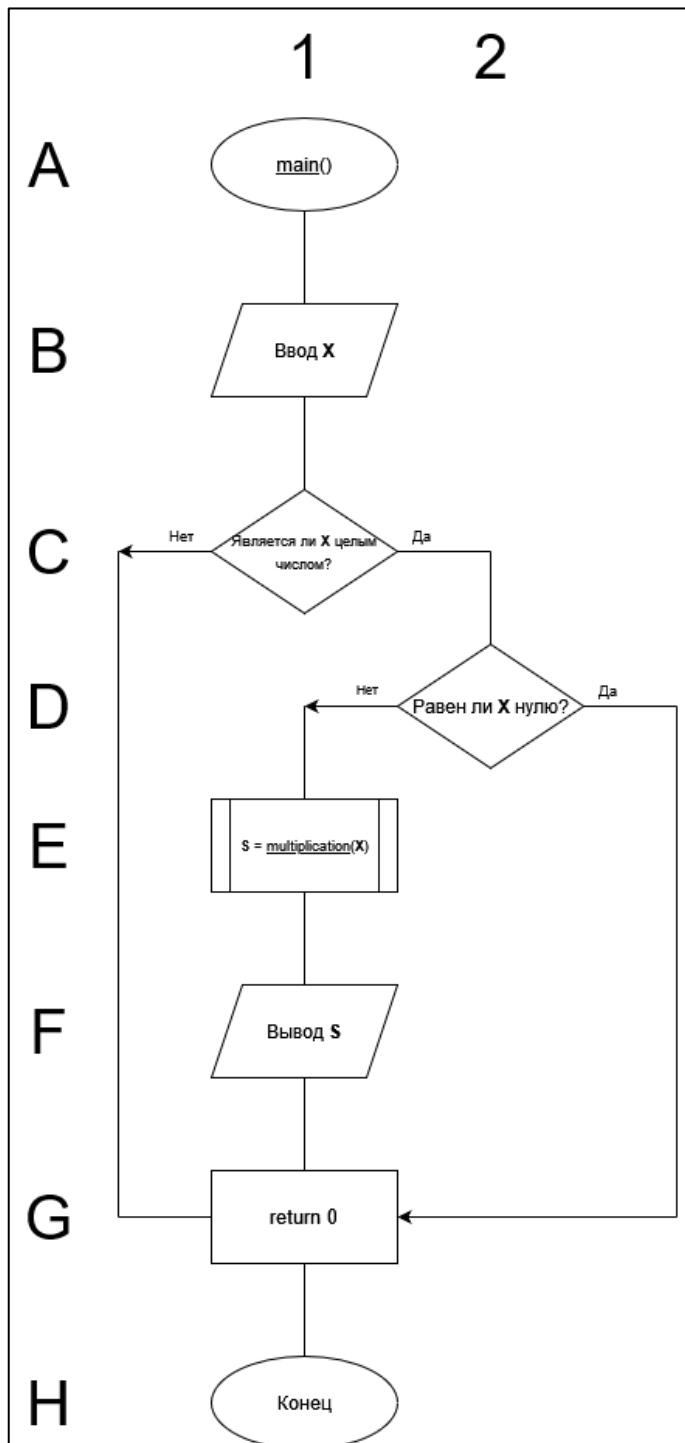 1 2
A
main()
B
Ввод X
C
Нет
Является ли X целым
числом?
Да
D
Нет
Равен ли X нулю?
Да
E
S = multiplication(X)
F
Вывод S
G
return 0
H
Конец